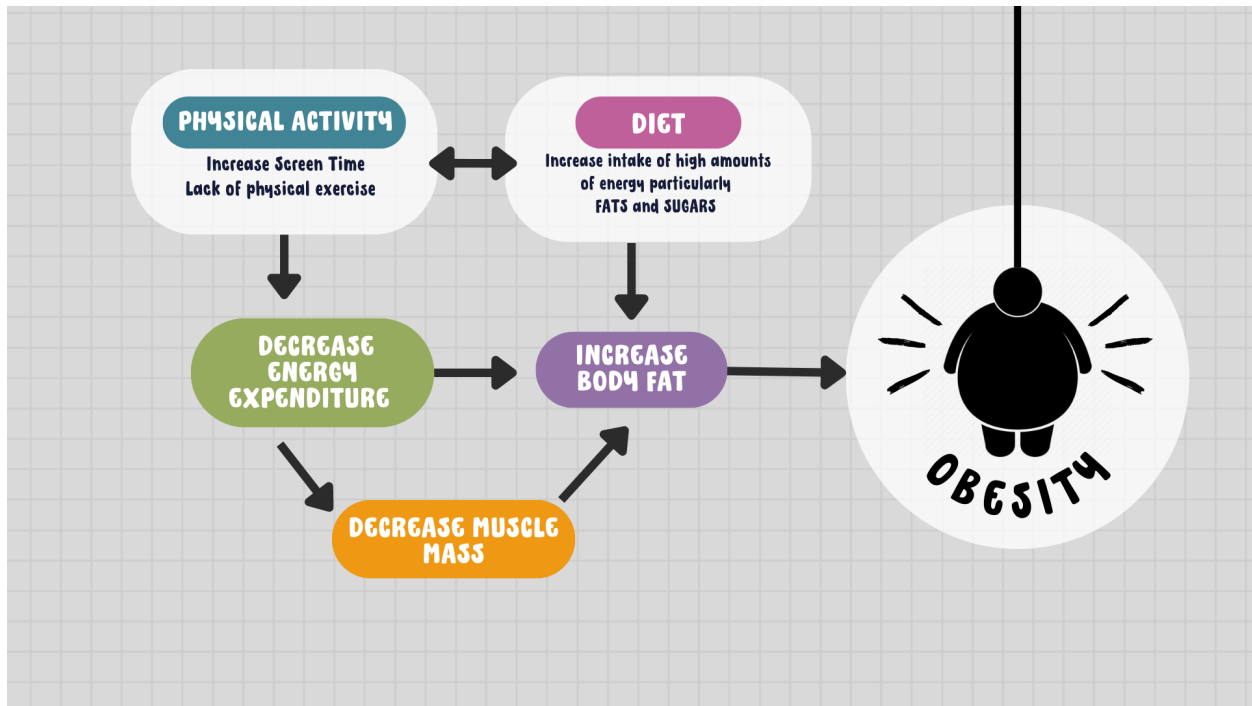 PHYSICAL ACTIVITY
Increase Screen Time
Lack of physical exercise
DIET
Increase intake of high amounts
of energy particularly
FATS and SUGARS
DECREASE
ENERGY
EXPENDITURE
INCREASE
BODY FAT
DECREASE MUSCLE
MASS
OBESITY